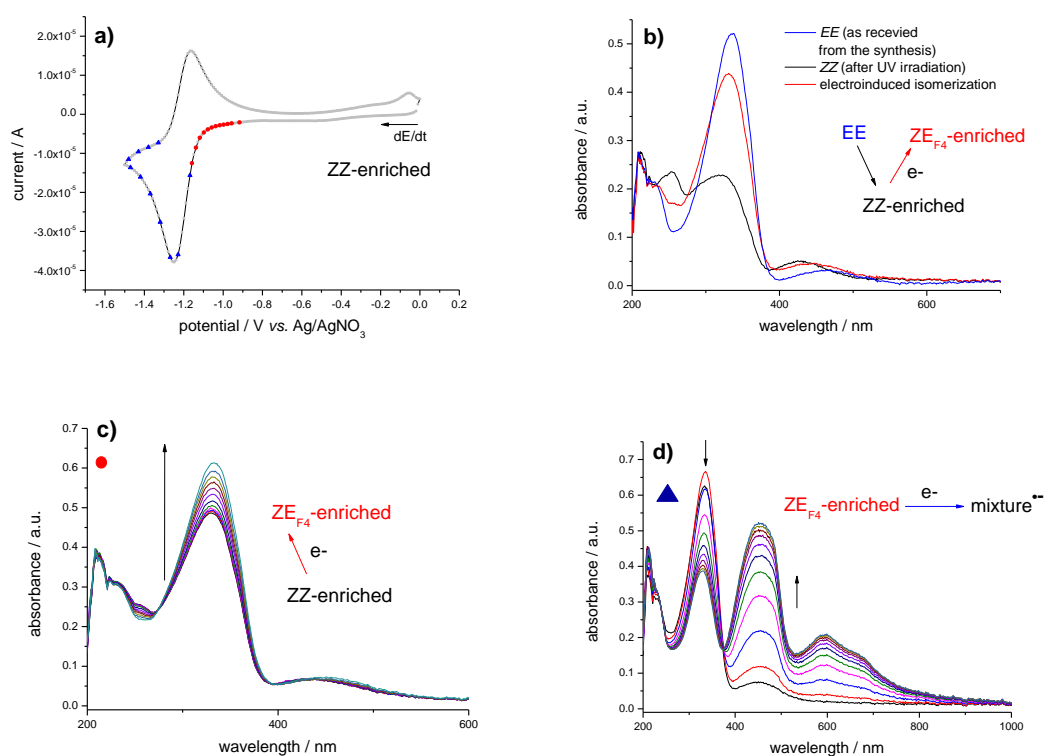 a)
2.0x10⁻⁵
1.0x10⁻⁵
0.0
-1.0x10⁻⁵
-2.0x10⁻⁵
-3.0x10⁻⁵
-4.0x10⁻⁵
current / A
dE/dt
ZZ-enriched
-1.6 -1.4 -1.2 -1.0 -0.8 -0.6 -0.4 -0.2 0.0 0.2
potential / V vs. Ag/AgNO₃
b)
EE (as recevied
from the synthesis)
ZZ (after UV irradiation)
electroinduced isomerization
0.5
0.4
0.3
0.2
0.1
0.0
absorbance / a.u.
EE
ZE_F4-enriched
e-
ZZ-enriched
200 400 600
wavelength / nm
c)
0.7
0.6
0.5
0.4
0.3
0.2
0.1
0.0
absorbance / a.u.
ZE_F4-enriched
e-
ZZ-enriched
200 400 600
wavelength / nm
d)
0.7
0.6
0.5
0.4
0.3
0.2
0.1
0.0
absorbance / a.u.
ZE_F4-enriched e- mixture•-
200 400 600 800 1000
wavelength / nm